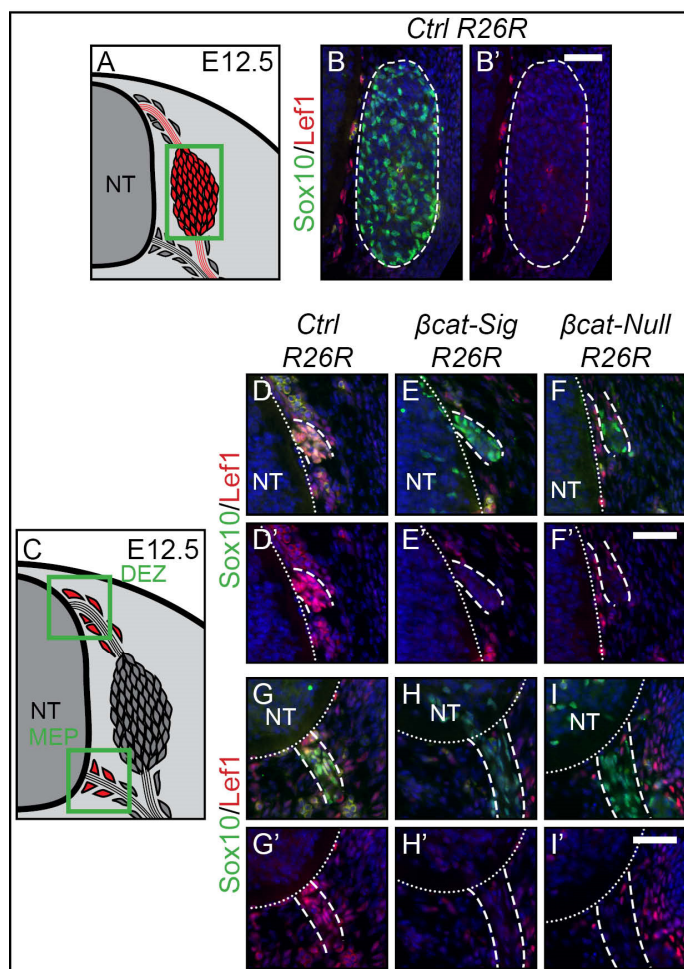 Ctrl R26R
A
E12.5
NT
B
B'
Sox10/Lef1
Ctrl
R26R
βcat-Sig
R26R
βcat-Null
R26R
D
NT
E
NT
F
NT
Sox10/Lef1
D'
E'
F'
C
E12.5
DEZ
NT
MEP
G
NT
H
NT
I
NT
Sox10/Lef1
G'
H'
I'